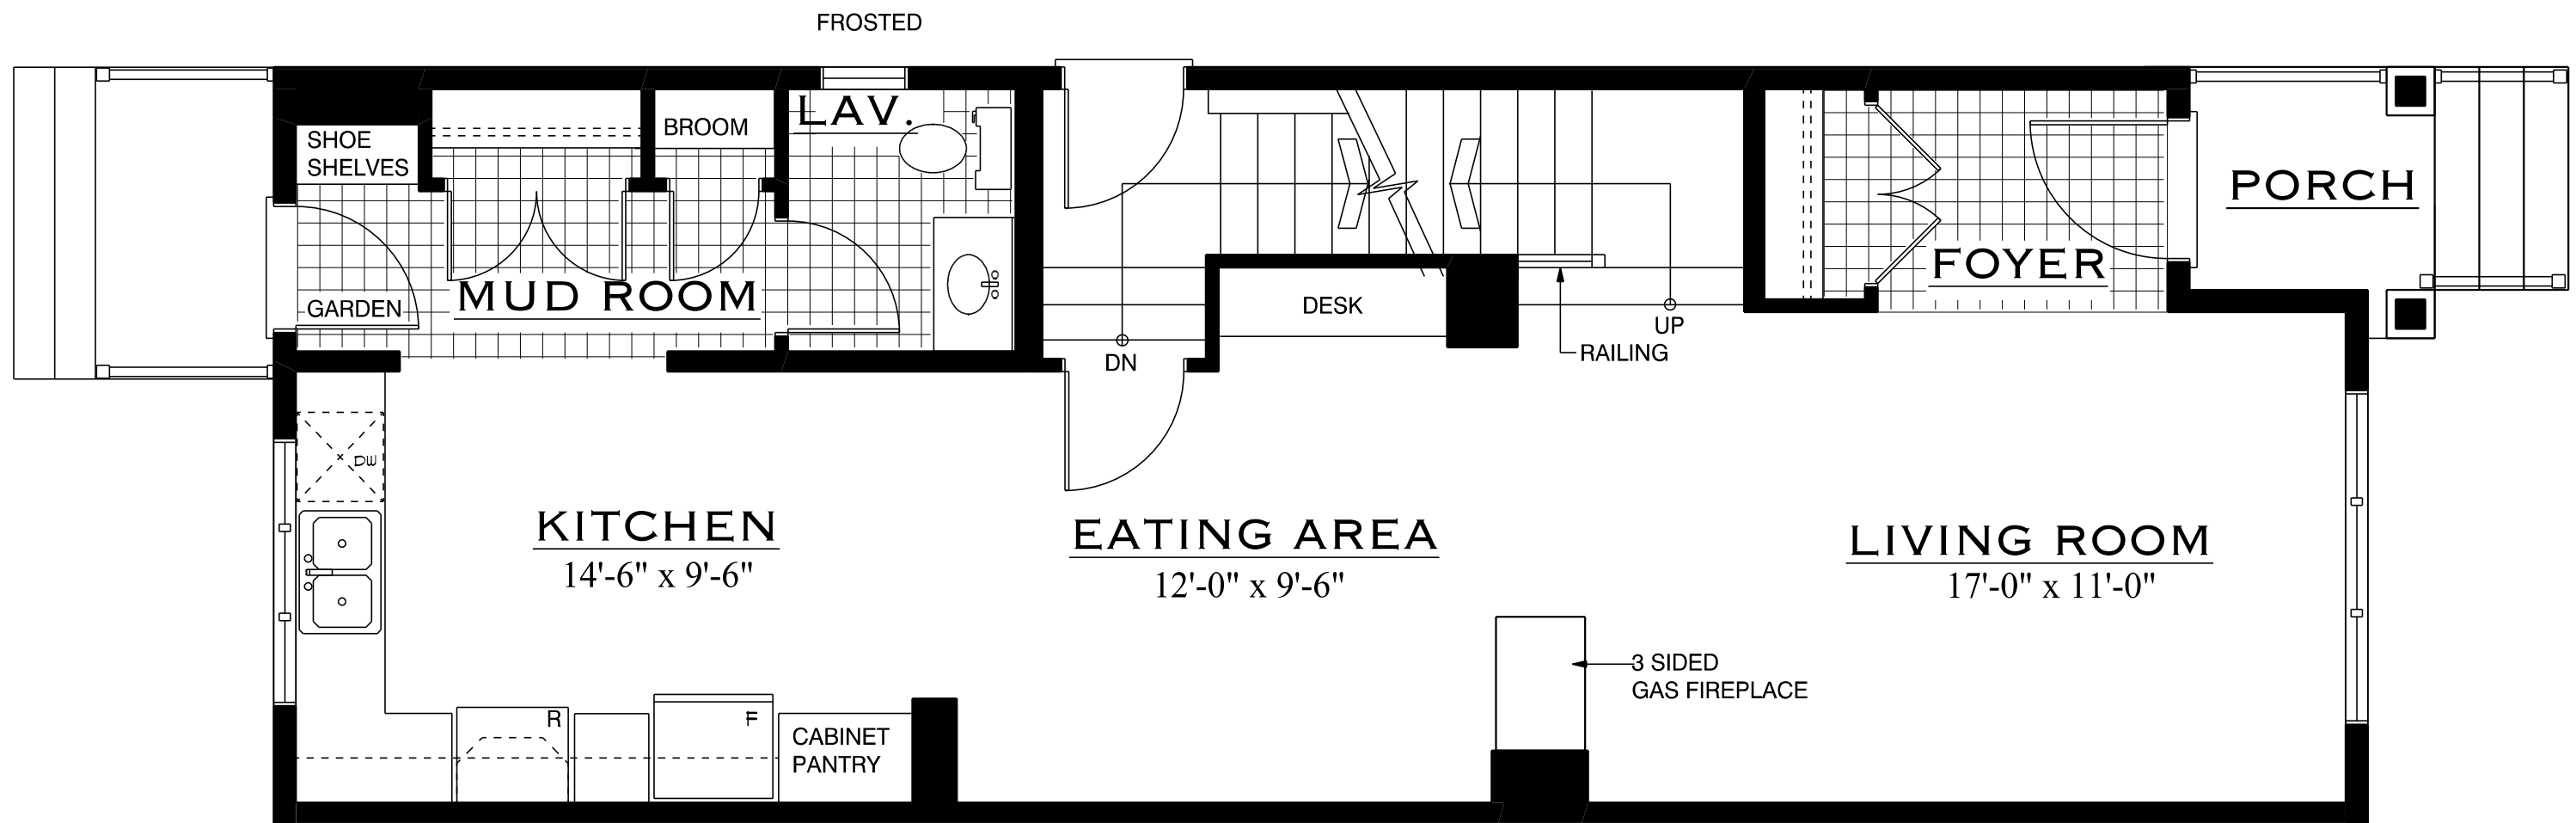 FROSTED
LAV.
BROOM
SHOE
SHELVES
PORCH
FOYER
GARDEN
MUD ROOM
DESK
UP
RAILING
DN
DW
KITCHEN
14'-6" x 9'-6"
EATING AREA
12'-0" x 9'-6"
LIVING ROOM
17'-0" x 11'-0"
3 SIDED
GAS FIREPLACE
R
F
CABINET
PANTRY